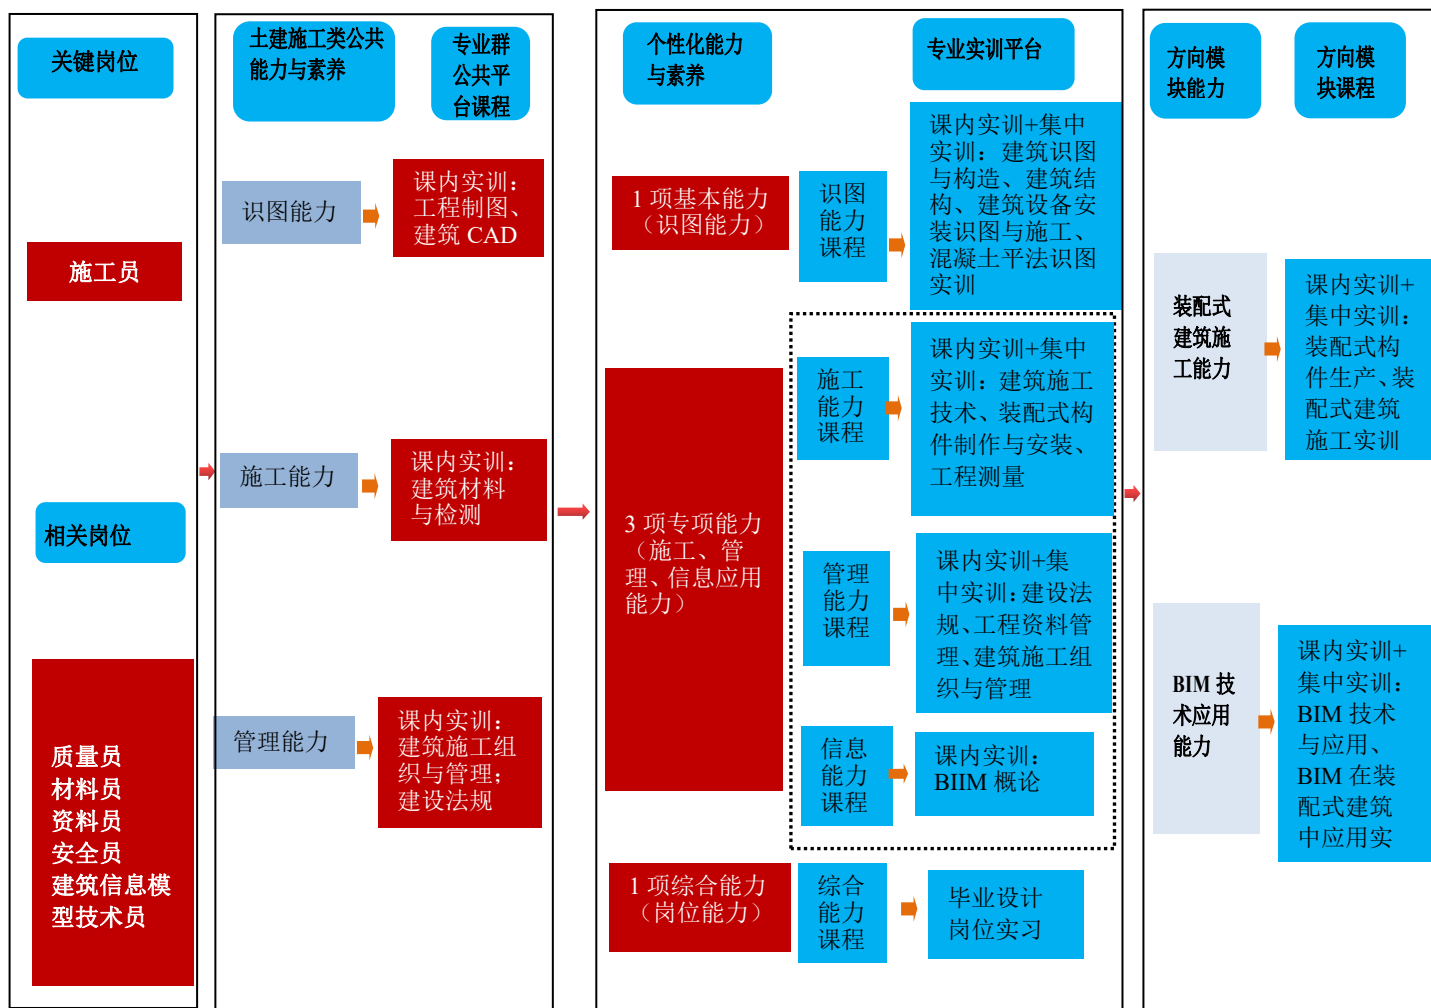 关键岗位
施工员
相关岗位
质量员
材料员
资料员
安全员
建筑信息模
型技术员
土建施工类公共
能力与素养
专业群
公共平
台课程
识图能力
课内实训：
工程制图、
建筑 CAD
施工能力
课内实训：
建筑材料
与检测
管理能力
课内实训：
建筑施工组
织与管理；
建设法规
个性化能力
与素养
专业实训平台
1 项基本能力
（识图能力）
识图
能力
课程
课内实训+集中
实训：建筑识图
与构造、建筑结
构、建筑设备安
装识图与施工、
混凝土平法识图
实训
3 项专项能力
（施工、管
理、信息应用
能力）
施工
能力
课程
课内实训+集中
实训：建筑施工
技术、装配式构
件制作与安装、
工程测量
管理
能力
课程
课内实训+集
中实训：建设法
规、工程资料管
理、建筑施工组
织与管理
信息
能力
课程
课内实训：
BIIM 概论
1 项综合能力
（岗位能力）
综合
能力
课程
毕业设计
岗位实习
方向模
块能力
方向模
块课程
装配式
建筑施
工能力
课内实训+
集中实训：
装配式构
件生产、装
配式建筑
施工实训
BIM 技
术应用
能力
课内实训+
集中实训：
BIM 技术
与应用、
BIM 在装
配式建筑
中应用实